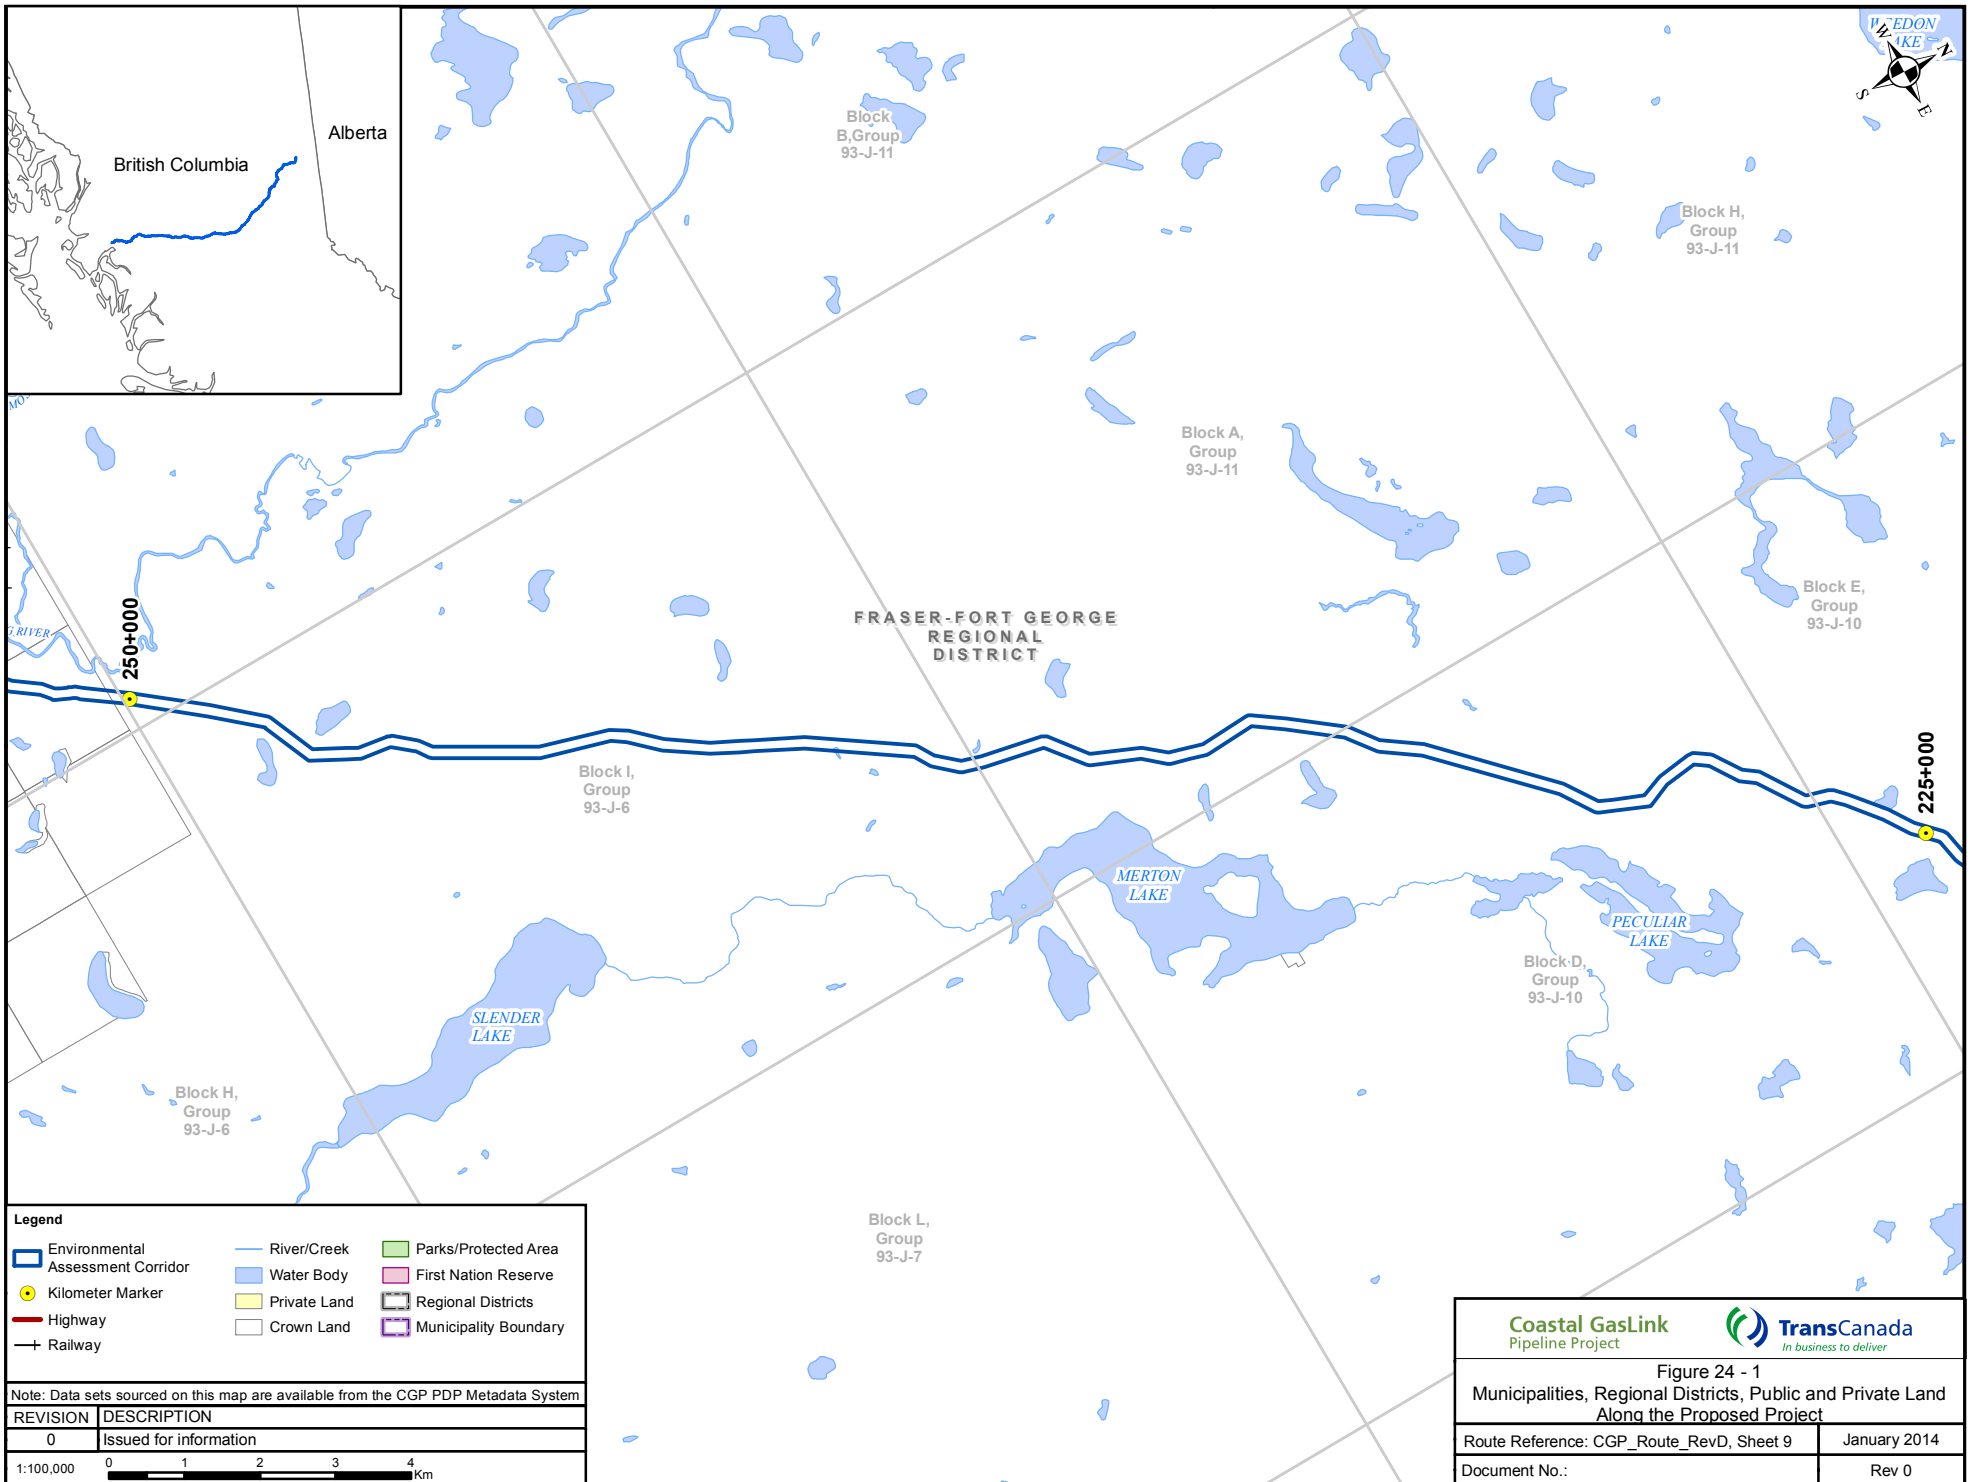 British Columbia
Alberta
WEEDON
LAKE
N
W
S
E
Block
B,Group
93-J-11
Block H,
Group
93-J-11
Block A,
Group
93-J-11
Block E,
Group
93-J-10
FRASER-FORT GEORGE
REGIONAL
DISTRICT
G RIVER
250+000
225+000
Block I,
Group
93-J-6
MERTON
LAKE
PECULIAR
LAKE
Block D,
Group
93-J-10
SLENDER
LAKE
Block H,
Group
93-J-6
Block L,
Group
93-J-7
Legend
Environmental
Assessment Corridor
Kilometer Marker
Highway
Railway
River/Creek
Water Body
Private Land
Crown Land
Parks/Protected Area
First Nation Reserve
Regional Districts
Municipality Boundary
Note: Data sets sourced on this map are available from the CGP PDP Metadata System
REVISION DESCRIPTION
0 Issued for information
1:100,000 0 1 2 3 4 Km
Coastal GasLink
Pipeline Project
TransCanada
In business to deliver
Figure 24 - 1
Municipalities, Regional Districts, Public and Private Land
Along the Proposed Project
Route Reference: CGP_Route_RevD, Sheet 9 January 2014
Document No.: Rev 0